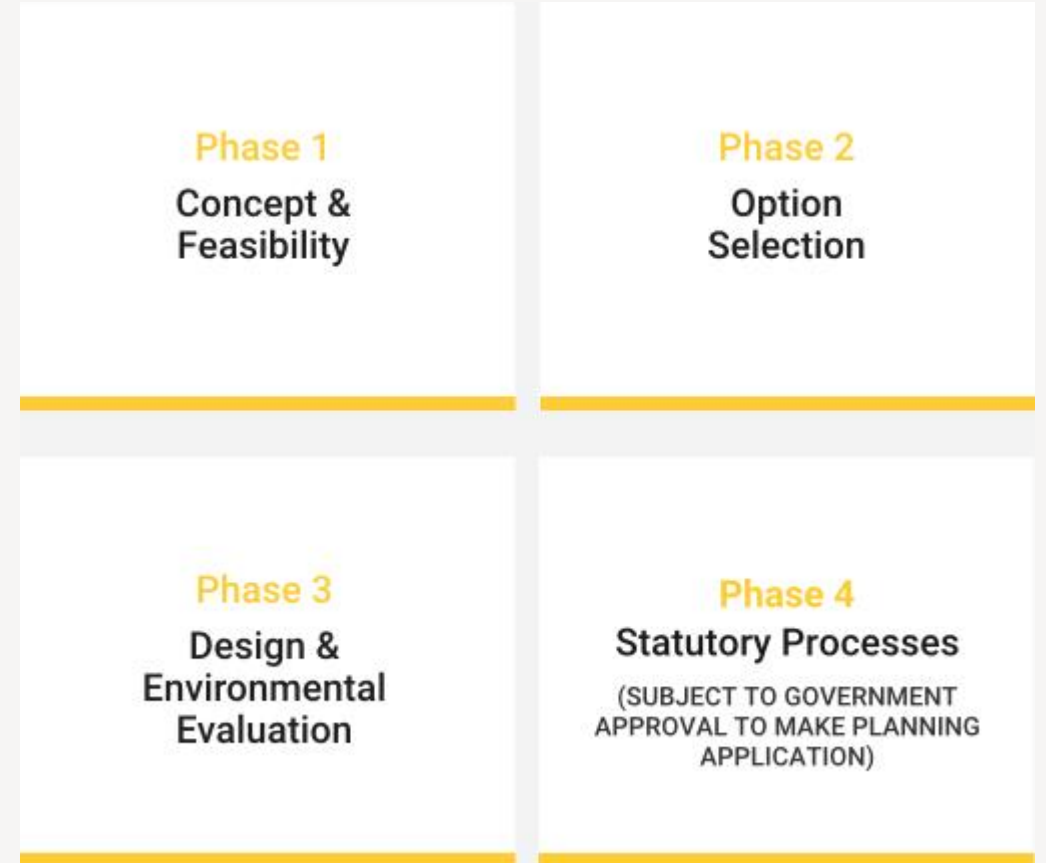 Phase 1
Concept &
Feasibility
Phase 2
Option
Selection
Phase 3
Design &
Environmental
Evaluation
Phase 4
Statutory Processes
(SUBJECT TO GOVERNMENT
APPROVAL TO MAKE PLANNING
APPLICATION)